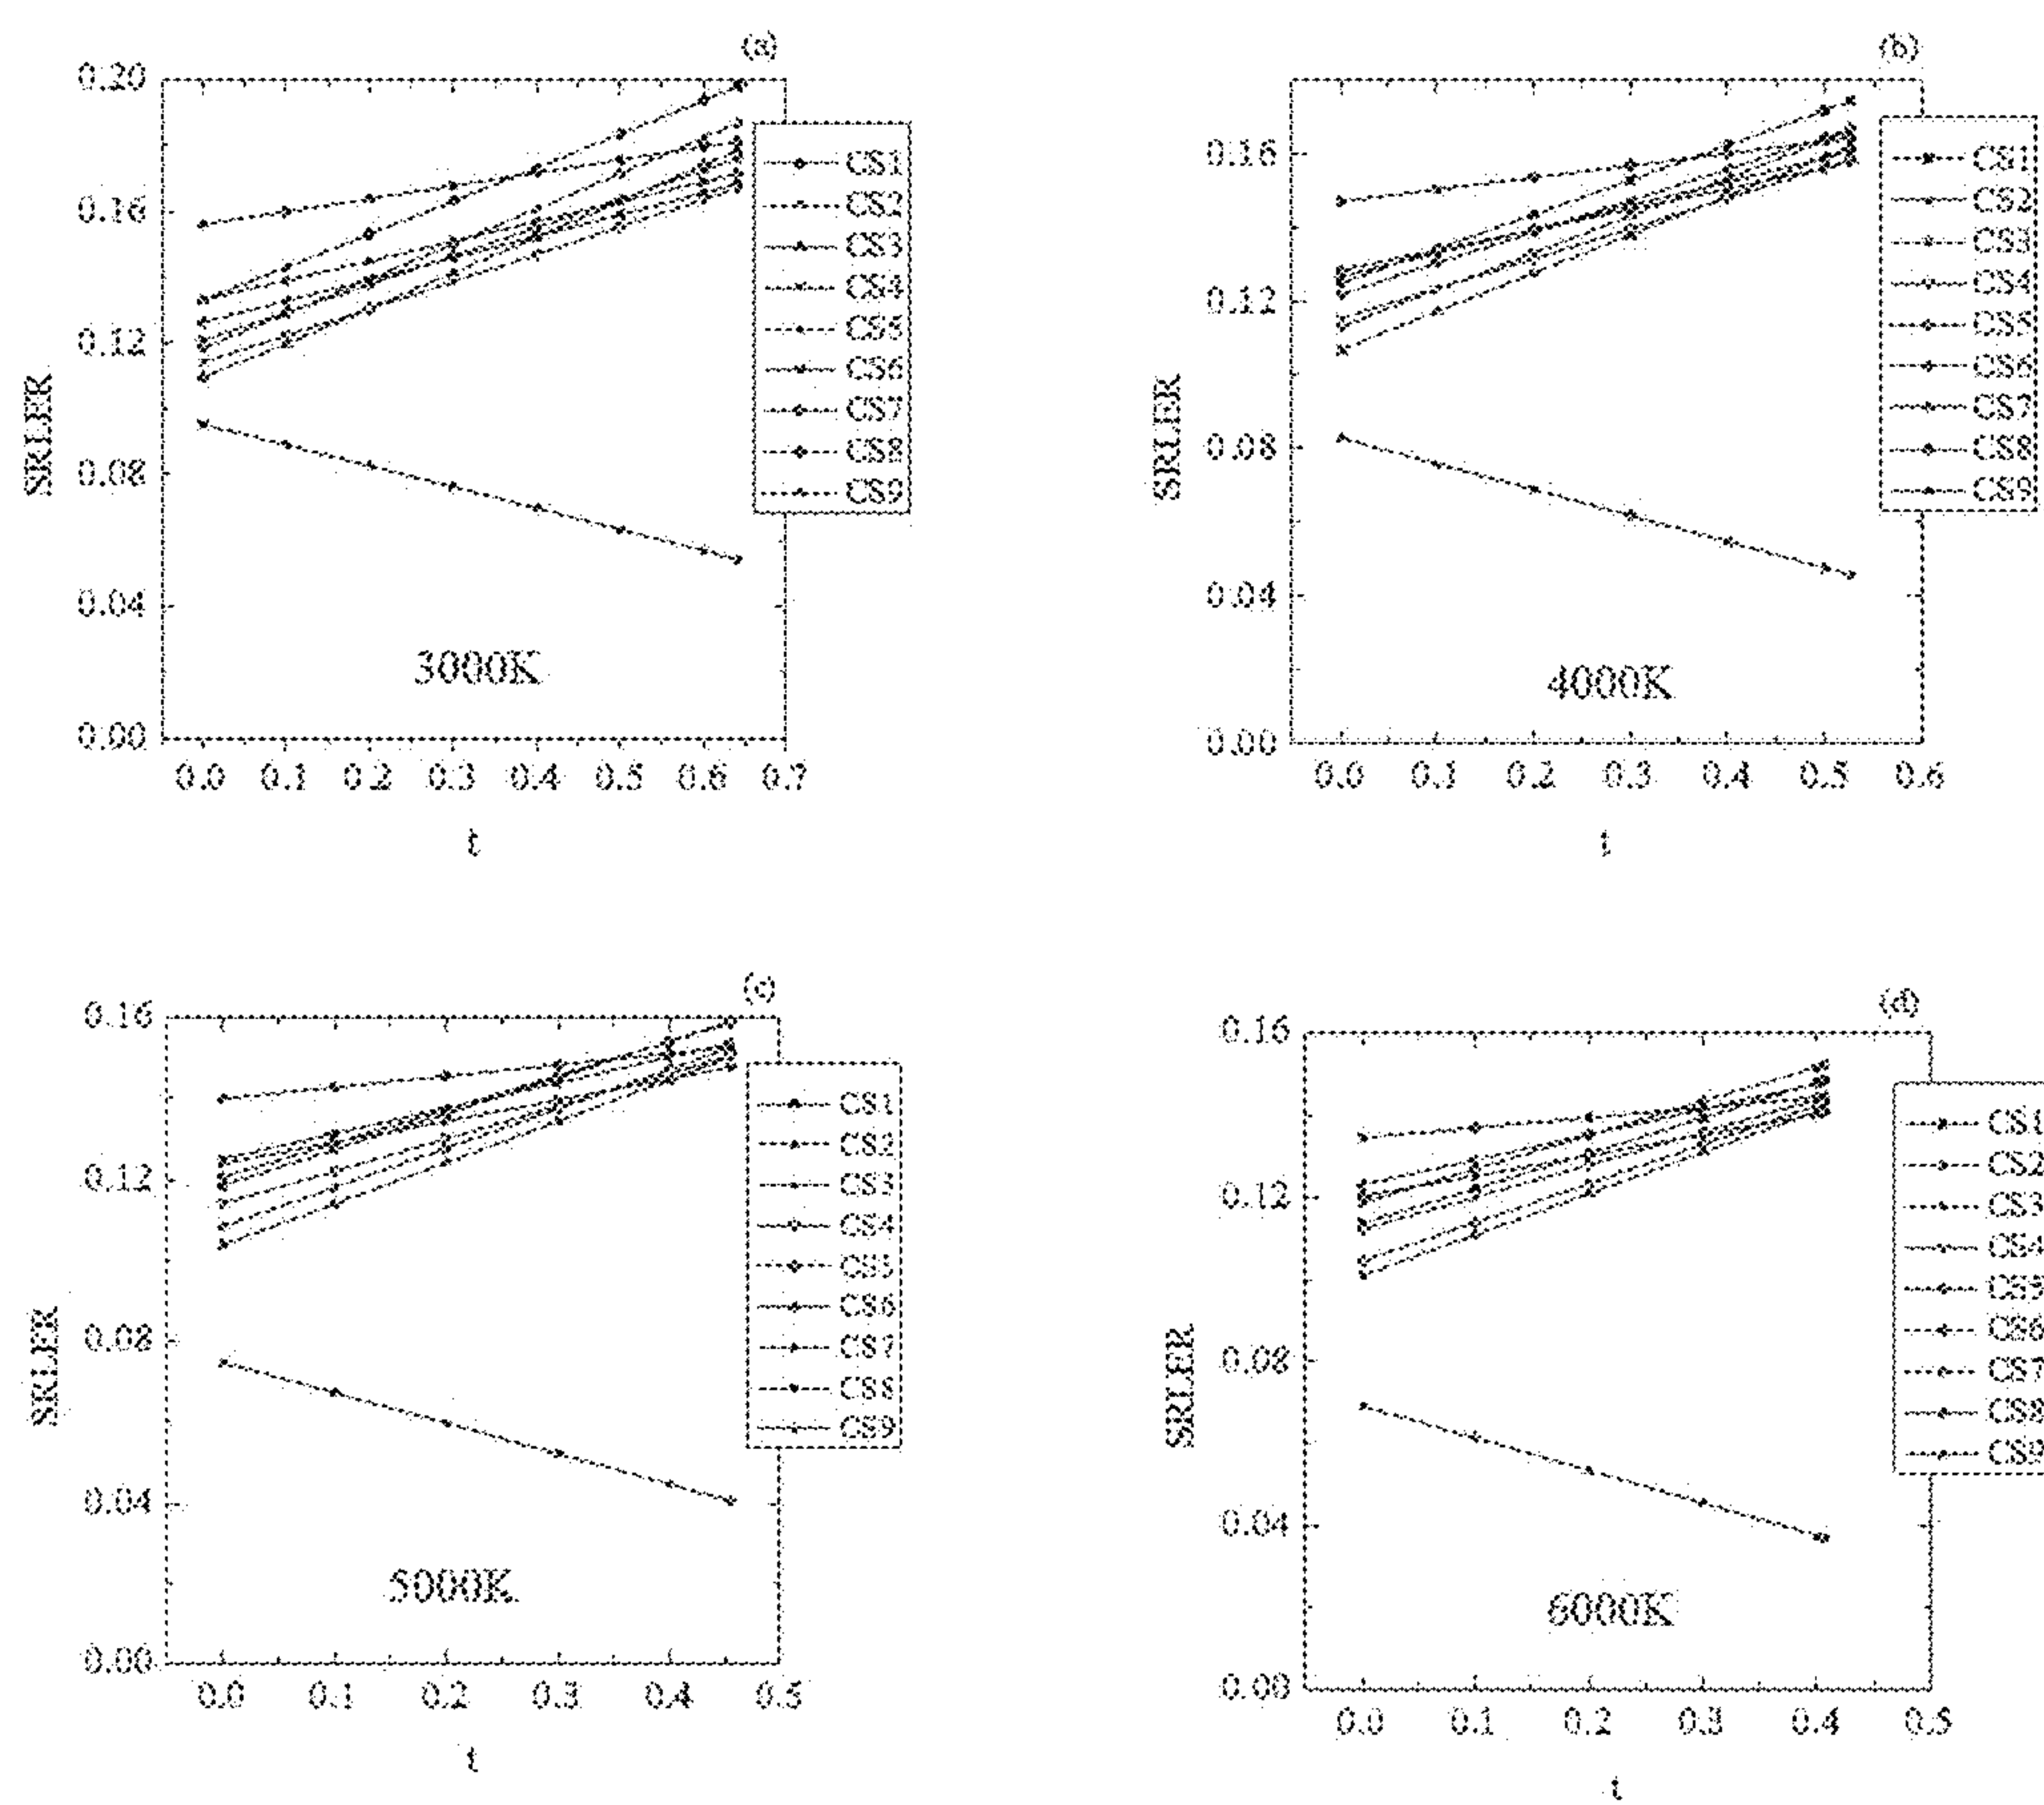 (a)
0.20
0.16
0.12
0.08
0.04
0.00
SRLER
CS1
CS2
CS3
CS4
CS5
CS6
CS7
CS8
CS9
3000K
0.0 0.1 0.2 0.3 0.4 0.5 0.6 0.7
t
(b)
0.16
0.12
0.08
0.04
0.00
SRLER
CS1
CS2
CS3
CS4
CS5
CS6
CS7
CS8
CS9
4000K
0.0 0.1 0.2 0.3 0.4 0.5 0.6
t
(c)
0.16
0.12
0.08
0.04
0.00
SRLER
CS1
CS2
CS3
CS4
CS5
CS6
CS7
CS8
CS9
5000K
0.0 0.1 0.2 0.3 0.4 0.5
t
(d)
0.16
0.12
0.08
0.04
0.00
SRLER
CS1
CS2
CS3
CS4
CS5
CS6
CS7
CS8
CS9
6000K
0.0 0.1 0.2 0.3 0.4 0.5
t